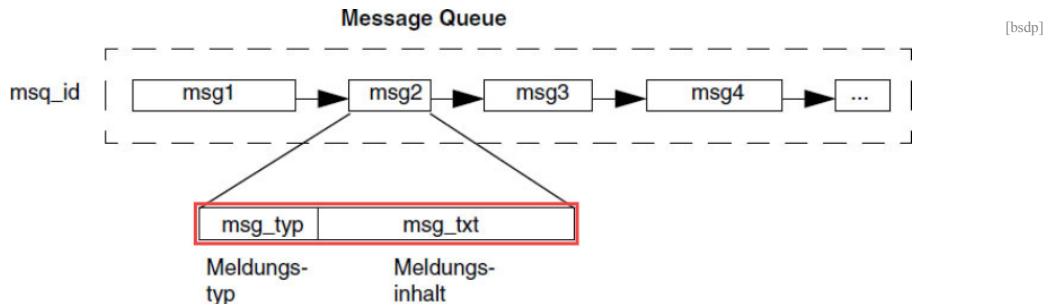 Message Queue
[bsdp]
msq_id
msg1
msg2
msg3
msg4
...
msg_typ
msg_txt
Meldungs-
typ
Meldungs-
inhalt